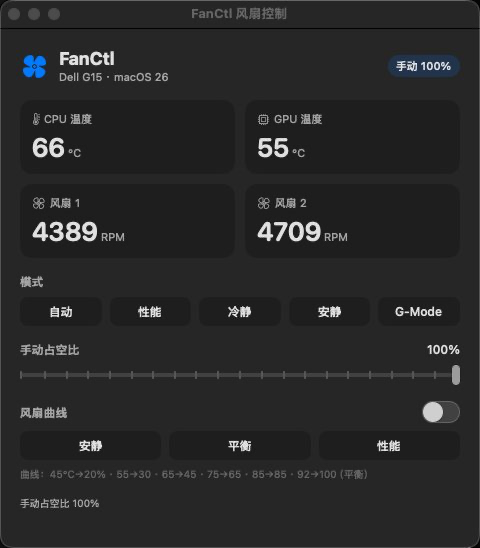 FanCtl 风扇控制
FanCtl
Dell G15 · macOS 26
手动 100%
CPU 温度
66 °C
GPU 温度
55 °C
风扇 1
4389 RPM
风扇 2
4709 RPM
模式
自动 性能 冷静 安静 G-Mode
手动占空比 100%
风扇曲线
安静 平衡 性能
曲线：45°C→20% · 55→30 · 65→45 · 75→65 · 85→85 · 92→100 (平衡)
手动占空比 100%